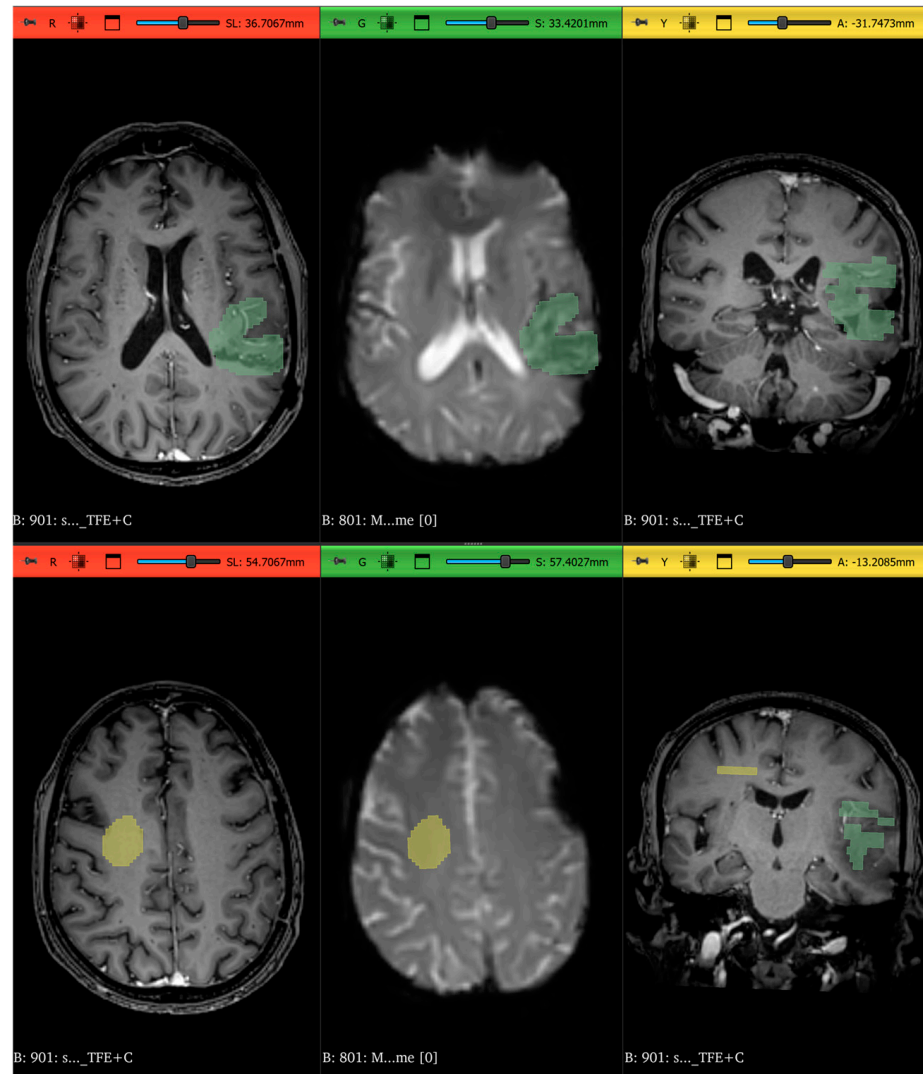 R SL: 36.7067mm
G S: 33.4201mm
Y A: -31.7473mm
B: 901: s..._TFE+C
B: 801: M...me [0]
B: 901: s..._TFE+C
R SL: 54.7067mm
G S: 57.4027mm
Y A: -13.2085mm
B: 901: s..._TFE+C
B: 801: M...me [0]
B: 901: s..._TFE+C